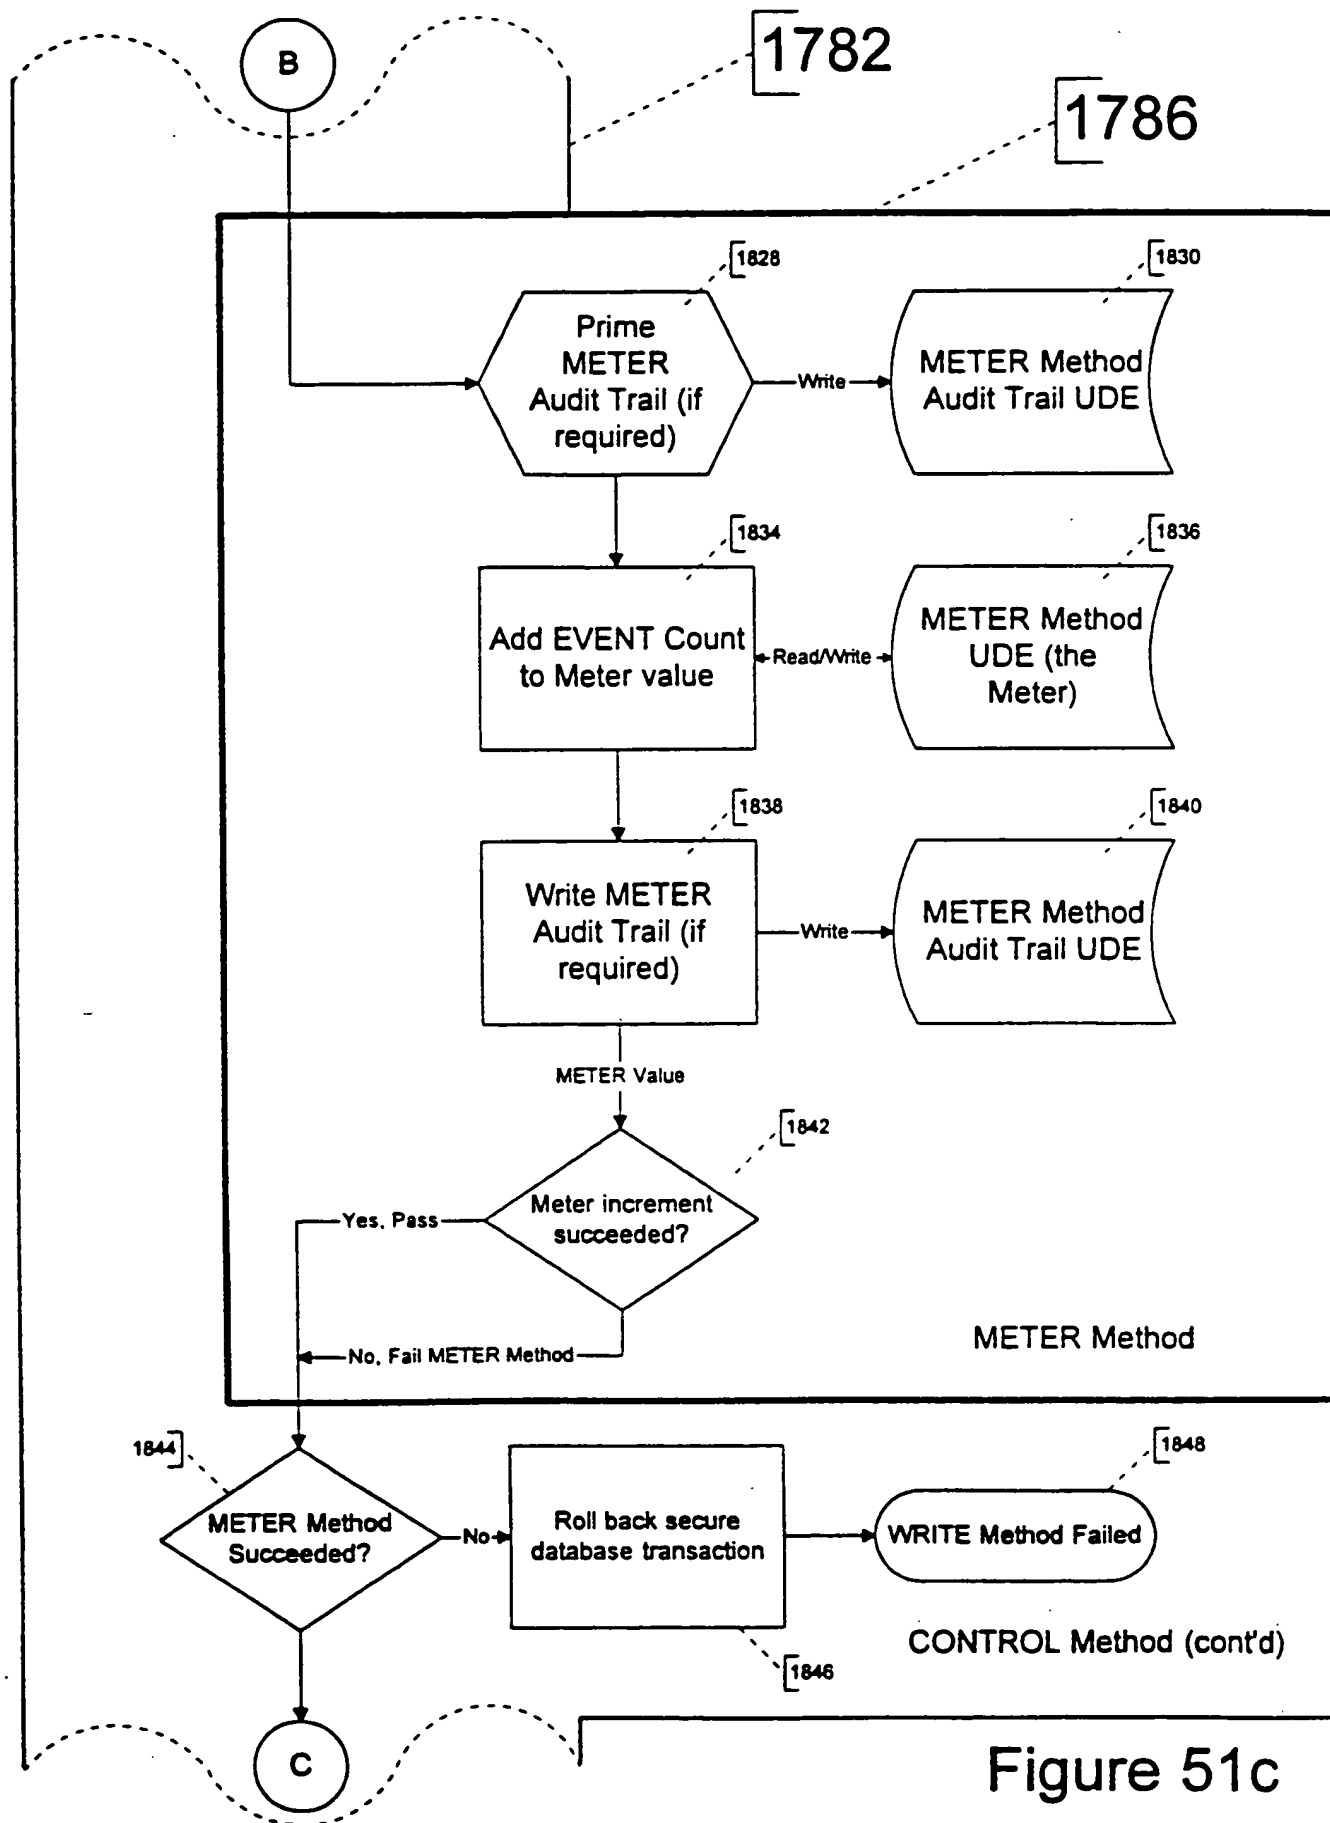 B
1782
1786
1828
1830
Prime
METER
Audit Trail (if
required)
Write
METER Method
Audit Trail UDE
1834
1836
Add EVENT Count
to Meter value
Read/Write
METER Method
UDE (the
Meter)
1838
1840
Write METER
Audit Trail (if
required)
Write
METER Method
Audit Trail UDE
METER Value
1842
Meter increment
succeeded?
Yes, Pass
No, Fail METER Method
METER Method
1844
1848
METER Method
Succeeded?
No
Roll back secure
database transaction
WRITE Method Failed
CONTROL Method (cont'd)
1846
C
Figure 51c